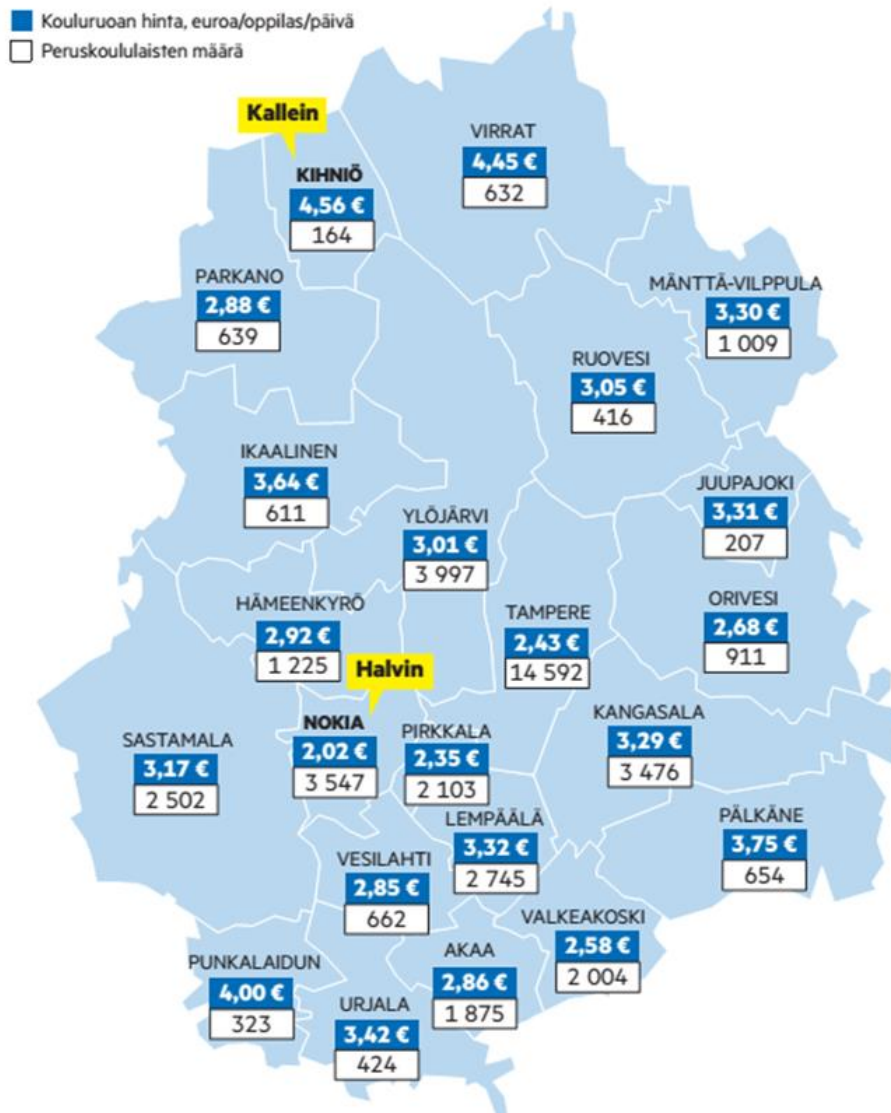 Kouluruoan hinta, euroa/oppilas/päivä
Peruskoululaisten määrä
Kallein
KIHNIÖ
4,56 €
164
VIRRAT
4,45 €
632
PARKANO
2,88 €
639
MÄNTTÄ-VILPPULA
3,30 €
1 009
RUOVESI
3,05 €
416
IKAALINEN
3,64 €
611
JUUPAJOKI
3,31 €
207
YLÖJÄRVI
3,01 €
3 997
HÄMEENKYRÖ
2,92 €
1 225
TAMPERE
2,43 €
14 592
ORIVESI
2,68 €
911
Halvin
NOKIA
2,02 €
3 547
PIRKKALA
2,35 €
2 103
KANGASALA
3,29 €
3 476
SASTAMALA
3,17 €
2 502
LEMPÄÄLÄ
3,32 €
2 745
PÄLKÄNE
3,75 €
654
VESILAHTI
2,85 €
662
VALKEAKOSKI
2,58 €
2 004
AKAA
2,86 €
1 875
PUNKALAIDUN
4,00 €
323
URJALA
3,42 €
424